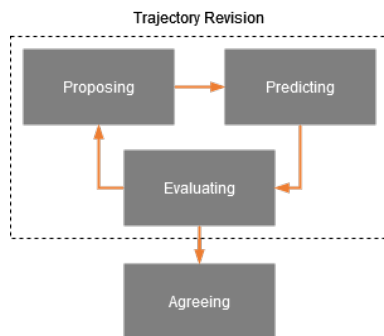 Trajectory Revision
Proposing
Predicting
Evaluating
Agreeing